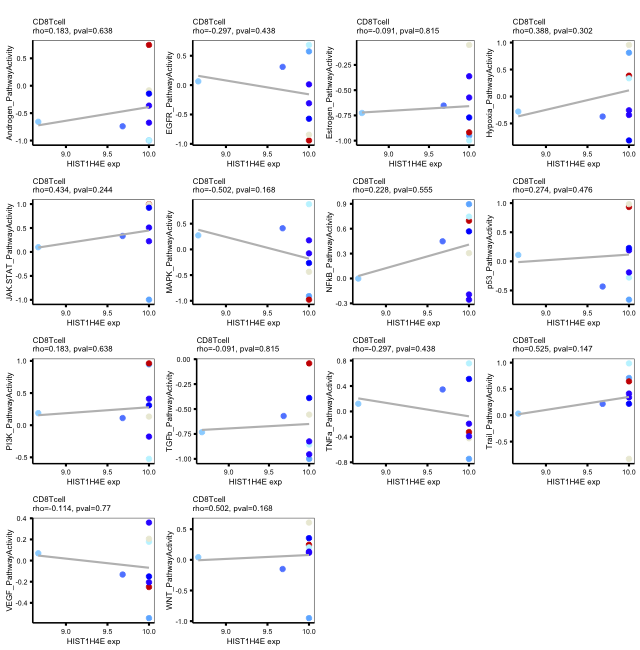 CD8Tcell
rho=0.183, pval=0.638
Androgen_PathwayActivity
0.5
0.0
-0.5
-1.0
9.0
9.5
10.0
HIST1H4E exp
CD8Tcell
rho=-0.297, pval=0.438
EGFR_PathwayActivity
0.5
0.0
-0.5
-1.0
9.0
9.5
10.0
HIST1H4E exp
CD8Tcell
rho=-0.091, pval=0.815
Estrogen_PathwayActivity
-0.25
-0.50
-0.75
-1.00
9.0
9.5
10.0
HIST1H4E exp
CD8Tcell
rho=0.388, pval=0.302
Hypoxia_PathwayActivity
1.0
0.5
0.0
-0.5
9.0
9.5
10.0
HIST1H4E exp
CD8Tcell
rho=0.434, pval=0.244
JAK.STAT_PathwayActivity
1.0
0.5
0.0
-0.5
-1.0
9.0
9.5
10.0
HIST1H4E exp
CD8Tcell
rho=-0.502, pval=0.168
MAPK_PathwayActivity
0.5
0.0
-0.5
-1.0
9.0
9.5
10.0
HIST1H4E exp
CD8Tcell
rho=0.228, pval=0.555
NFkB_PathwayActivity
0.9
0.6
0.3
0.0
-0.3
9.0
9.5
10.0
HIST1H4E exp
CD8Tcell
rho=0.274, pval=0.476
p53_PathwayActivity
1.0
0.5
0.0
-0.5
9.0
9.5
10.0
HIST1H4E exp
CD8Tcell
rho=0.183, pval=0.638
PI3K_PathwayActivity
1.0
0.5
0.0
-0.5
9.0
9.5
10.0
HIST1H4E exp
CD8Tcell
rho=-0.091, pval=0.815
TGFb_PathwayActivity
0.00
-0.25
-0.50
-0.75
-1.00
9.0
9.5
10.0
HIST1H4E exp
CD8Tcell
rho=-0.297, pval=0.438
TNFa_PathwayActivity
0.8
0.4
0.0
-0.4
-0.8
9.0
9.5
10.0
HIST1H4E exp
CD8Tcell
rho=0.525, pval=0.147
Trail_PathwayActivity
1.0
0.5
0.0
-0.5
9.0
9.5
10.0
HIST1H4E exp
CD8Tcell
rho=-0.114, pval=0.77
VEGF_PathwayActivity
0.4
0.2
0.0
-0.2
-0.4
9.0
9.5
10.0
HIST1H4E exp
CD8Tcell
rho=0.502, pval=0.168
WNT_PathwayActivity
0.5
0.0
-0.5
-1.0
9.0
9.5
10.0
HIST1H4E exp